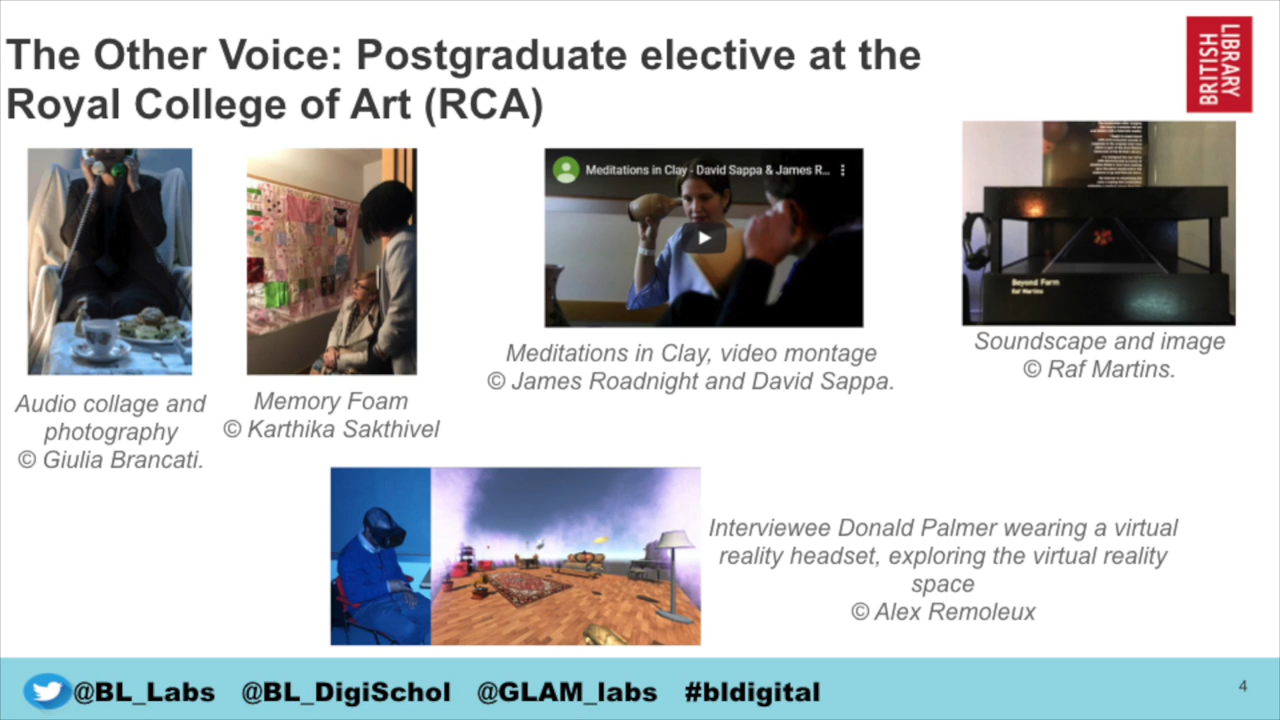 The Other Voice: Postgraduate elective at the
Royal College of Art (RCA)
LIBRARY
BRITISH
Meditations in Clay - David Sappa & James R...
Beyond Form
Raf Martins
Soundscape and image
© Raf Martins.
Meditations in Clay, video montage
© James Roadnight and David Sappa.
Audio collage and
photography
© Giulia Brancati.
Memory Foam
© Karthika Sakthivel
Interviewee Donald Palmer wearing a virtual
reality headset, exploring the virtual reality
space
© Alex Remoleux
@BL_Labs @BL_DigiSchol @GLAM_labs #bldigital
4